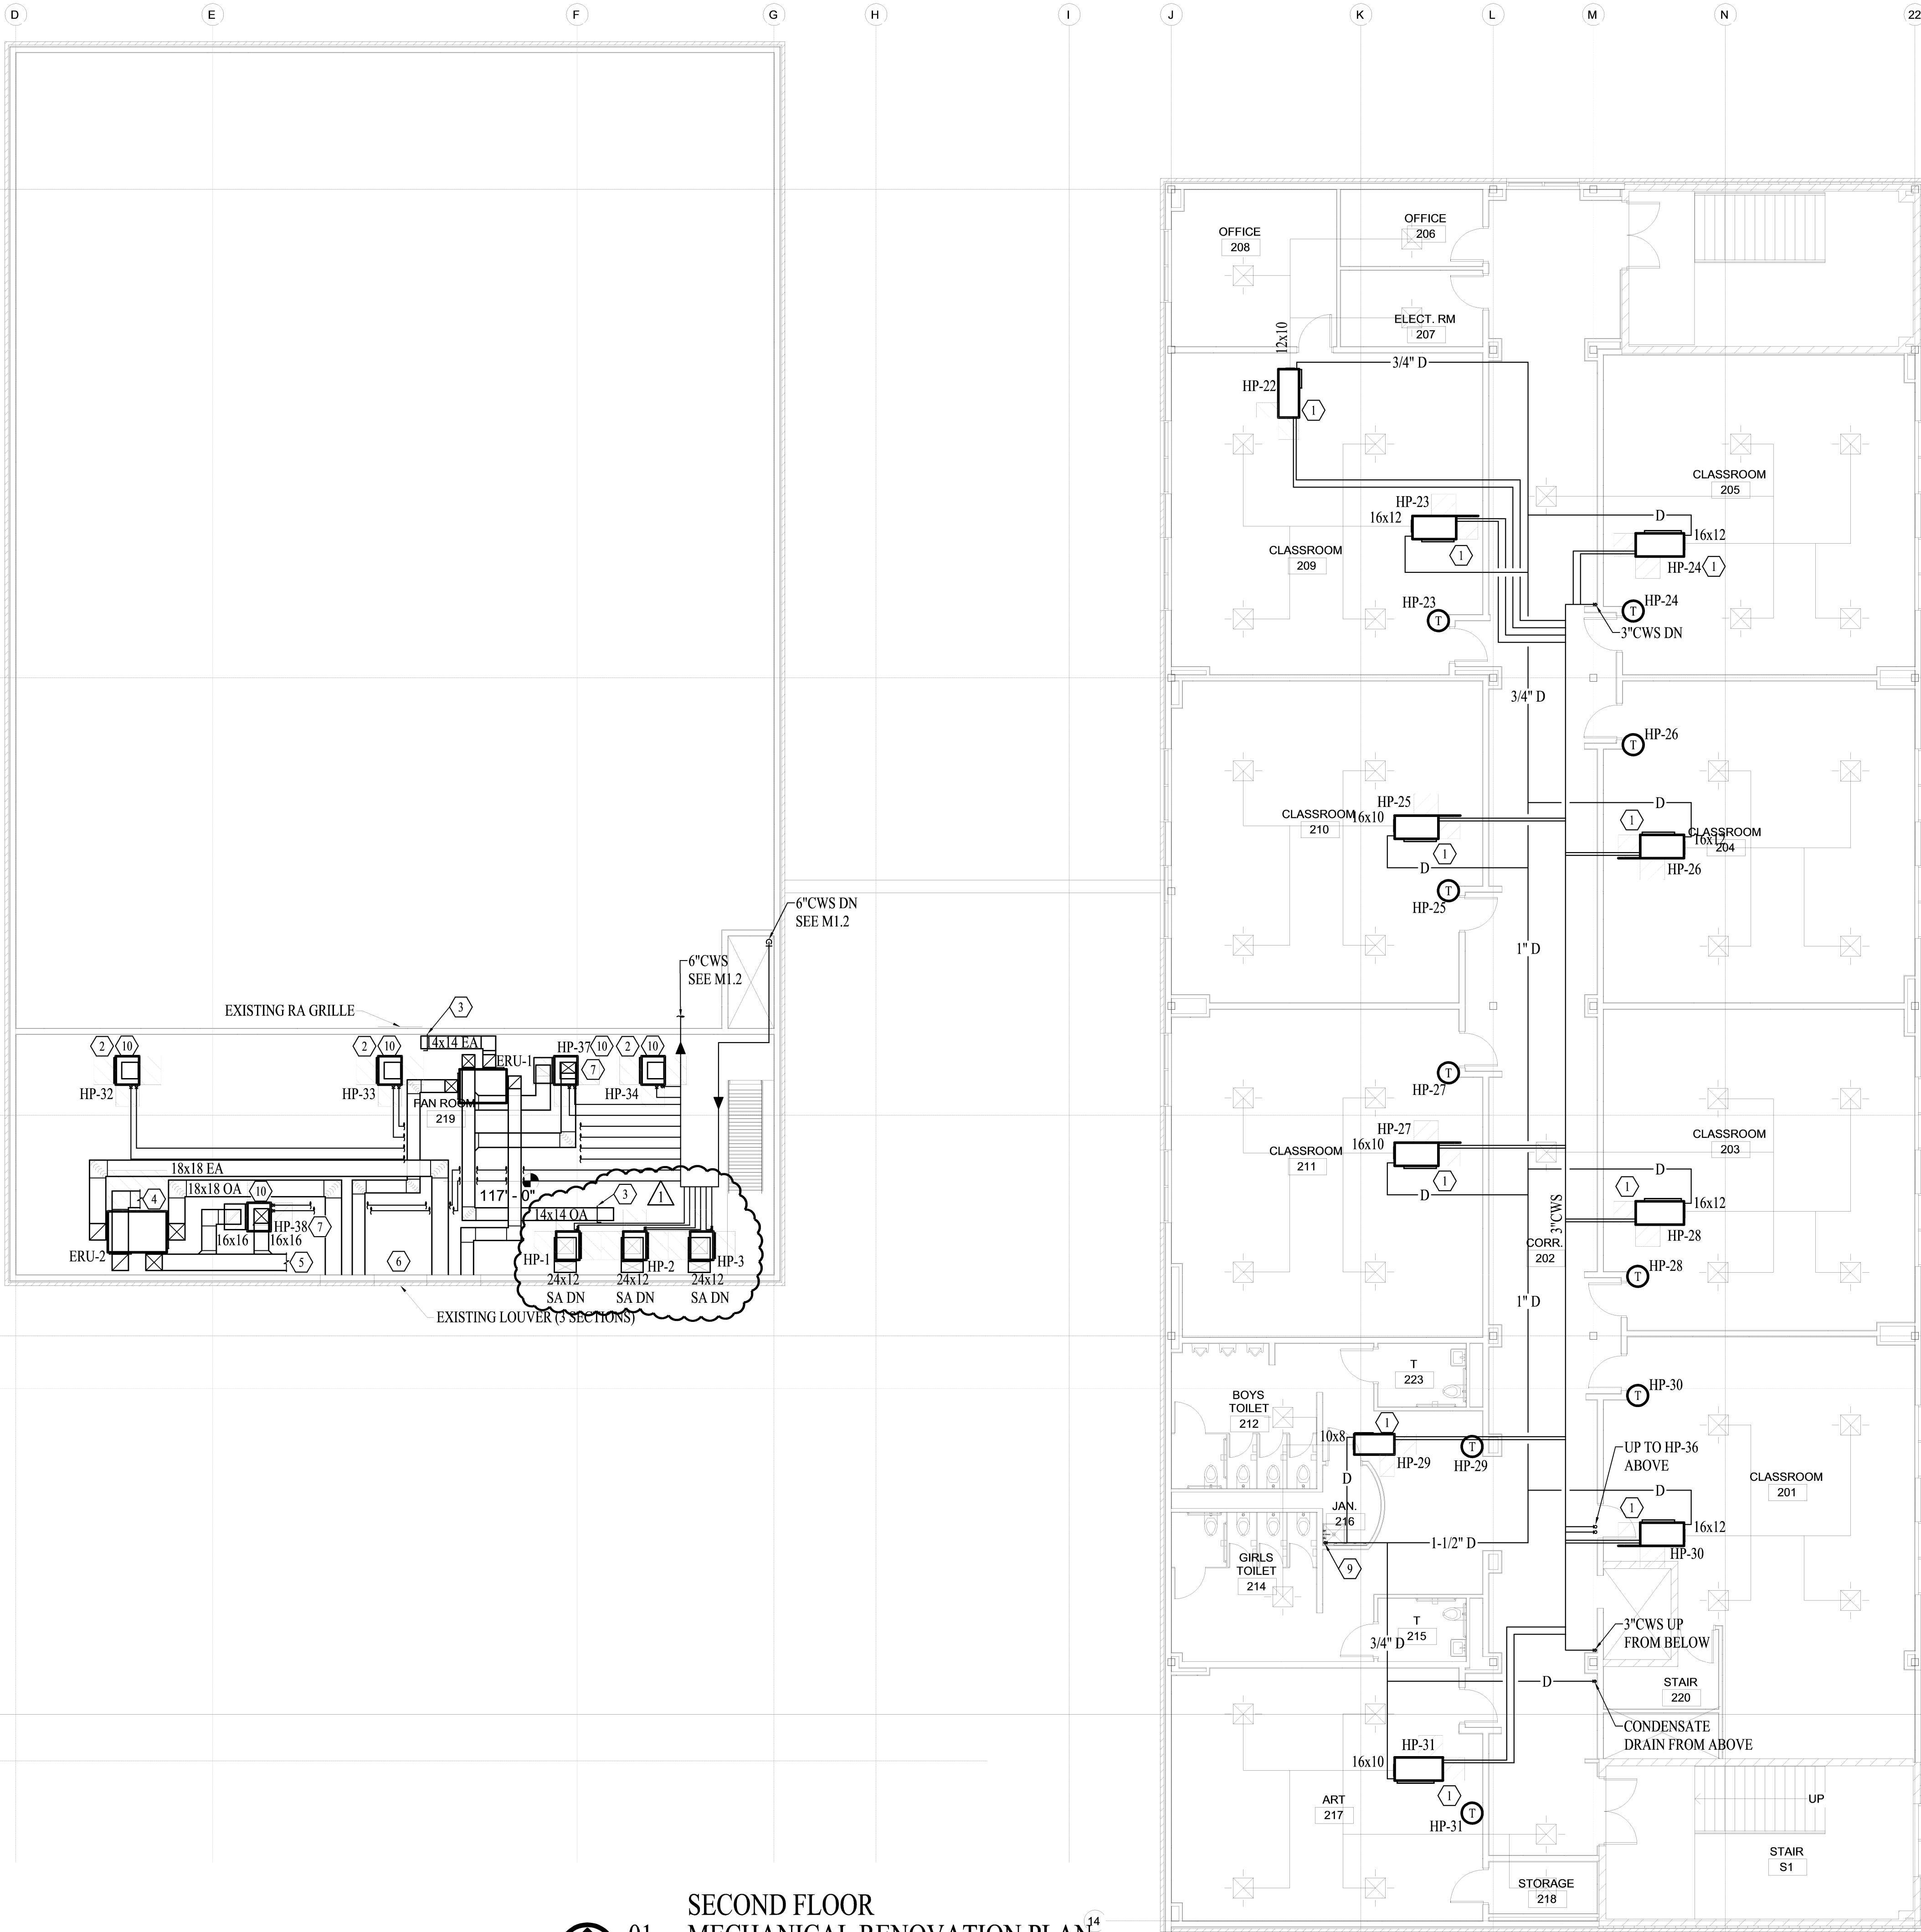 D
E
F
G
H
I
J
K
L
M
N
22
OFFICE
208
OFFICE
206
ELECT. RM
207
12x10
3/4" D
HP-22
1
CLASSROOM
205
HP-23
16x12
1
CLASSROOM
209
D
16x12
HP-24
1
HP-23
T
T
HP-24
3"CWS DN
3/4" D
T
HP-26
HP-25
CLASSROOM
210
16x10
1
D
D
1
CLASSROOM
204
16x12
HP-26
T
HP-25
6"CWS DN
SEE M1.2
6"CWS
SEE M1.2
1" D
EXISTING RA GRILLE
3
2
10
HP-32
2
10
HP-33
14x14 EA
ERU-1
HP-37
10
7
2
10
HP-34
FAN ROOM
219
18x18 EA
18x18 OA
10
4
HP-38
7
16x16
16x16
ERU-2
5
6
117' - 0"
14x14 OA
3
1
HP-1
HP-2
HP-3
24x12
SA DN
24x12
SA DN
24x12
SA DN
EXISTING LOUVER (3 SECTIONS)
T
HP-27
HP-27
16x10
1
D
CLASSROOM
211
CLASSROOM
203
D
1
16x12
HP-28
3"CWS
CORR.
202
T
HP-28
1" D
T
223
BOYS
TOILET
212
T
HP-30
10x8
1
HP-29
T
HP-29
D
JAN.
216
UP TO HP-36
ABOVE
CLASSROOM
201
D
1
16x12
HP-30
1-1/2" D
9
GIRLS
TOILET
214
T
215
3/4" D
3"CWS UP
FROM BELOW
D
STAIR
220
CONDENSATE
DRAIN FROM ABOVE
HP-31
16x10
1
ART
217
T
HP-31
UP
STAIR
S1
STORAGE
218
SECOND FLOOR
01
MECHANICAL RENOVATION PLAN
14